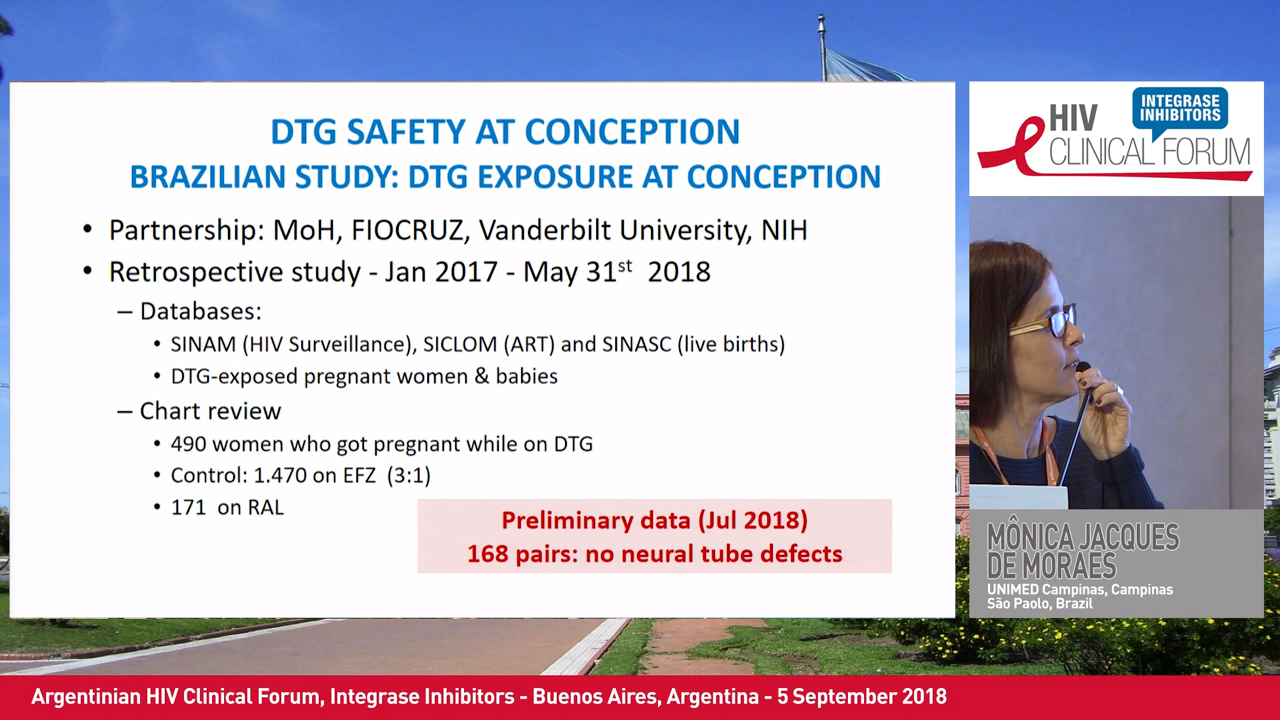 DTG SAFETY AT CONCEPTION
BRAZILIAN STUDY: DTG EXPOSURE AT CONCEPTION
• Partnership: MoH, FIOCRUZ, Vanderbilt University, NIH
• Retrospective study - Jan 2017 - May 31st 2018
– Databases:
• SINAM (HIV Surveillance), SICLOM (ART) and SINASC (live births)
• DTG-exposed pregnant women & babies
– Chart review
• 490 women who got pregnant while on DTG
• Control: 1.470 on EFZ (3:1)
• 171 on RAL
Preliminary data (Jul 2018)
168 pairs: no neural tube defects
HIV
INTEGRASE
INHIBITORS
CLINICAL FORUM
MÔNICA JACQUES
DE MORAES
UNIMED Campinas, Campinas
São Paolo, Brazil
Argentinian HIV Clinical Forum, Integrase Inhibitors - Buenos Aires, Argentina - 5 September 2018